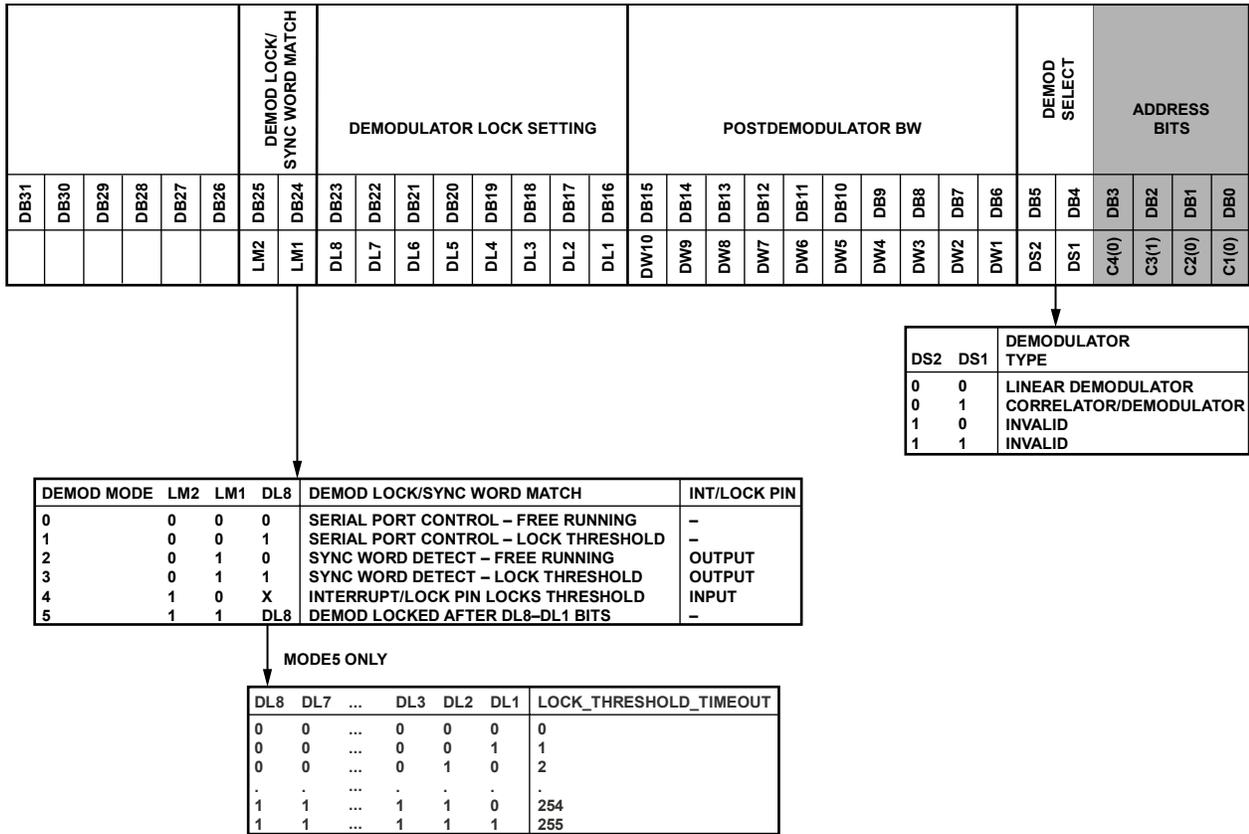 DEMOD LOCK/
SYNC WORD MATCH
DEMODULATOR LOCK SETTING
POSTDEMODULATOR BW
DEMOD
SELECT
ADDRESS
BITS
DB31 DB30 DB29 DB28 DB27 DB26 DB25 DB24 DB23 DB22 DB21 DB20 DB19 DB18 DB17 DB16 DB15 DB14 DB13 DB12 DB11 DB10 DB9 DB8 DB7 DB6 DB5 DB4 DB3 DB2 DB1 DB0
LM2 LM1 DL8 DL7 DL6 DL5 DL4 DL3 DL2 DL1 DW10 DW9 DW8 DW7 DW6 DW5 DW4 DW3 DW2 DW1 DS2 DS1 C4(0) C3(1) C2(0) C1(0)
DEMODULATOR
DS2 DS1 TYPE
0 0 LINEAR DEMODULATOR
0 1 CORRELATOR/DEMODULATOR
1 0 INVALID
1 1 INVALID
DEMOD MODE LM2 LM1 DL8 DEMOD LOCK/SYNC WORD MATCH INT/LOCK PIN
0 0 0 0 SERIAL PORT CONTROL – FREE RUNNING –
1 0 0 1 SERIAL PORT CONTROL – LOCK THRESHOLD –
2 0 1 0 SYNC WORD DETECT – FREE RUNNING OUTPUT
3 0 1 1 SYNC WORD DETECT – LOCK THRESHOLD OUTPUT
4 1 0 X INTERRUPT/LOCK PIN LOCKS THRESHOLD INPUT
5 1 1 DL8 DEMOD LOCKED AFTER DL8–DL1 BITS –
MODE5 ONLY
DL8 DL7 ... DL3 DL2 DL1 LOCK_THRESHOLD_TIMEOUT
0 0 ... 0 0 0 0
0 0 ... 0 0 1 1
0 0 ... 0 1 0 2
. . ... . . . .
1 1 ... 1 1 0 254
1 1 ... 1 1 1 255